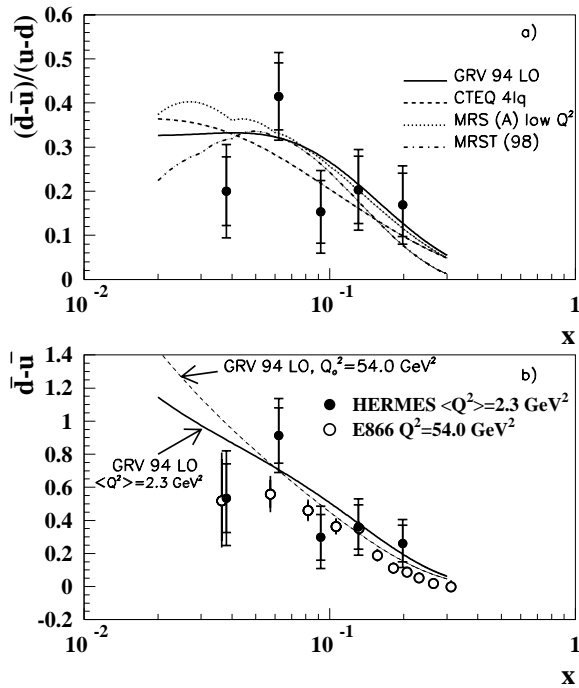 (d̄-ū)/(u-d)
0.6
0.5
0.4
0.3
0.2
0.1
0
a)
GRV 94 LO
CTEQ 4lq
MRS (A) low Q²
MRST (98)
10⁻²
10⁻¹
1
x
d̄-ū
1.4
1.2
1
0.8
0.6
0.4
0.2
0
-0.2
b)
GRV 94 LO, Qₒ²=54.0 GeV²
HERMES <Q²>=2.3 GeV²
E866 Q²=54.0 GeV²
GRV 94 LO
<Q²>=2.3 GeV²
10⁻²
10⁻¹
1
x